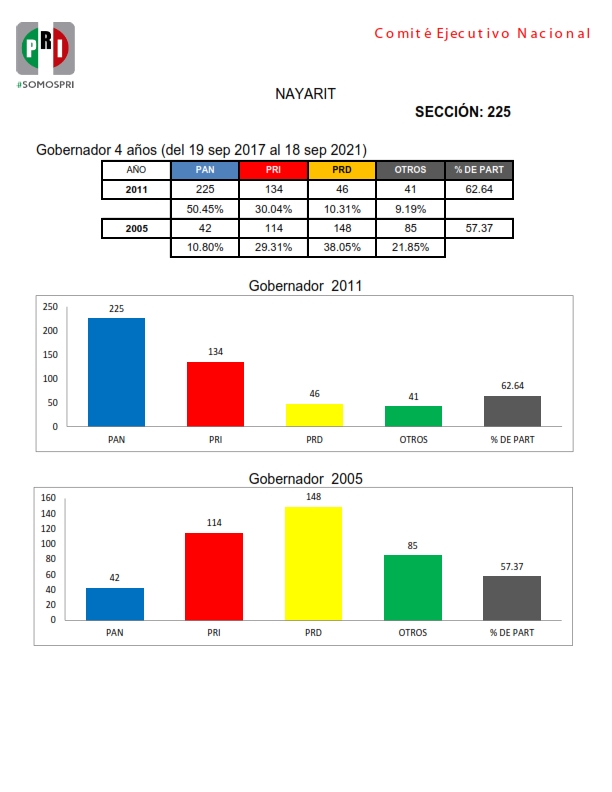 PRI
#SOMOSPRI
Comité Ejecutivo Nacional
NAYARIT
SECCIÓN: 225
Gobernador 4 años (del 19 sep 2017 al 18 sep 2021)
AÑO PAN PRI PRD OTROS % DE PART
2011 225 134 46 41 62.64
50.45% 30.04% 10.31% 9.19%
2005 42 114 148 85 57.37
10.80% 29.31% 38.05% 21.85%
Gobernador 2011
250
200
150
100
50
0
225
134
46
41
62.64
PAN PRI PRD OTROS % DE PART
Gobernador 2005
160
140
120
100
80
60
40
20
0
42
114
148
85
57.37
PAN PRI PRD OTROS % DE PART